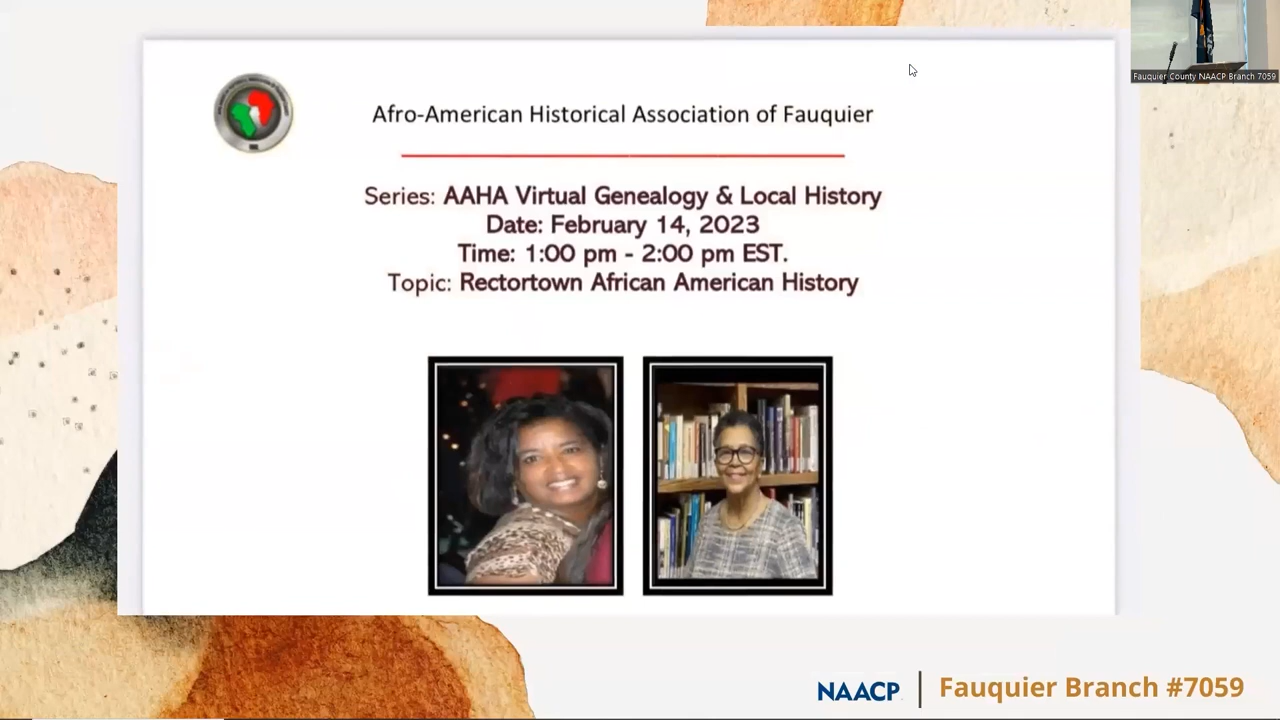 Fauquier County NAACP Branch 7059
Afro-American Historical Association of Fauquier
Series: AAHA Virtual Genealogy & Local History
Date: February 14, 2023
Time: 1:00 pm - 2:00 pm EST.
Topic: Rectortown African American History
NAACP
Fauquier Branch #7059